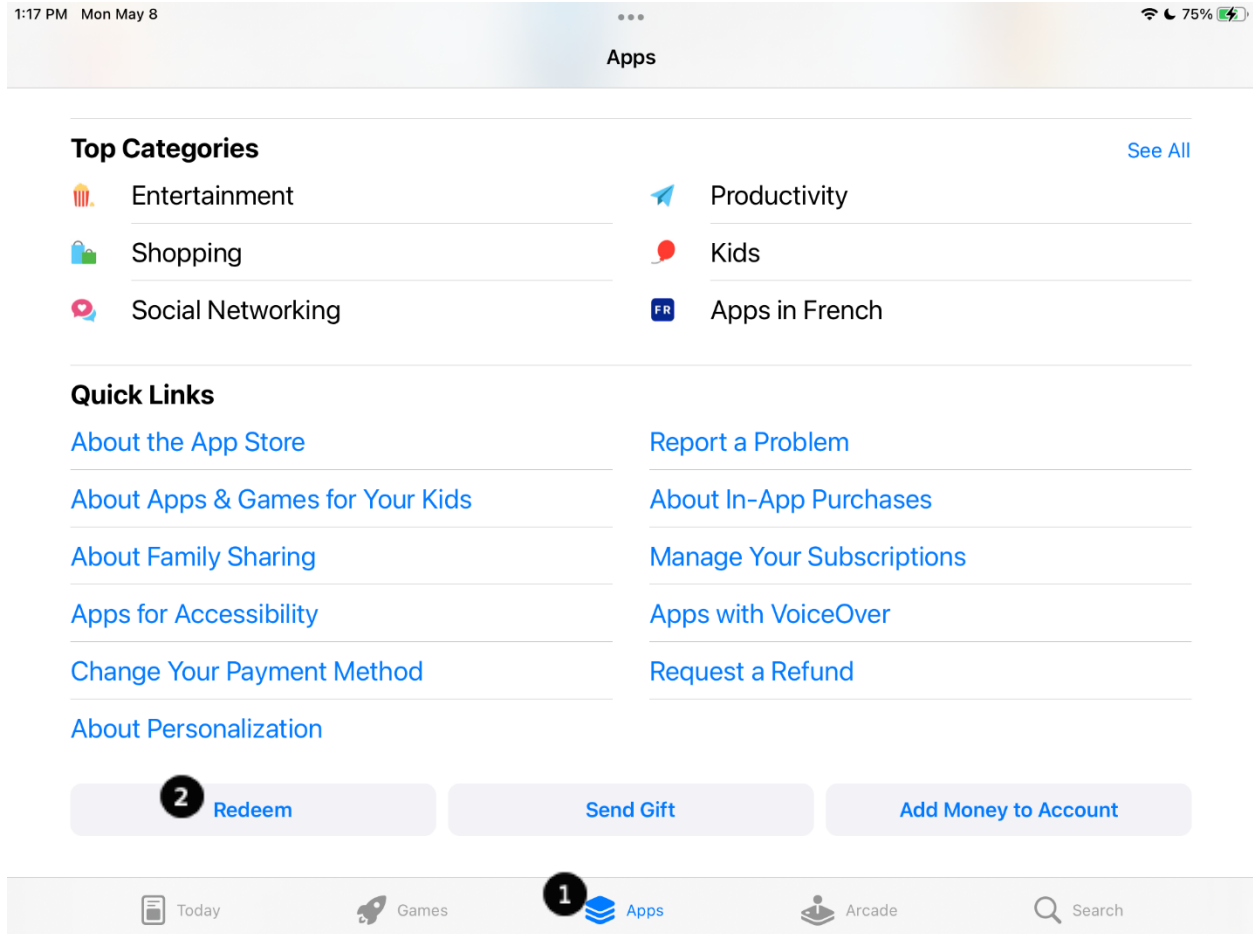 1:17 PM Mon May 8
75%
Apps
Top Categories
See All
Entertainment
Productivity
Shopping
Kids
Social Networking
FR
Apps in French
Quick Links
About the App Store
Report a Problem
About Apps & Games for Your Kids
About In-App Purchases
About Family Sharing
Manage Your Subscriptions
Apps for Accessibility
Apps with VoiceOver
Change Your Payment Method
Request a Refund
About Personalization
2
Redeem
Send Gift
Add Money to Account
Today
Games
1
Apps
Arcade
Search